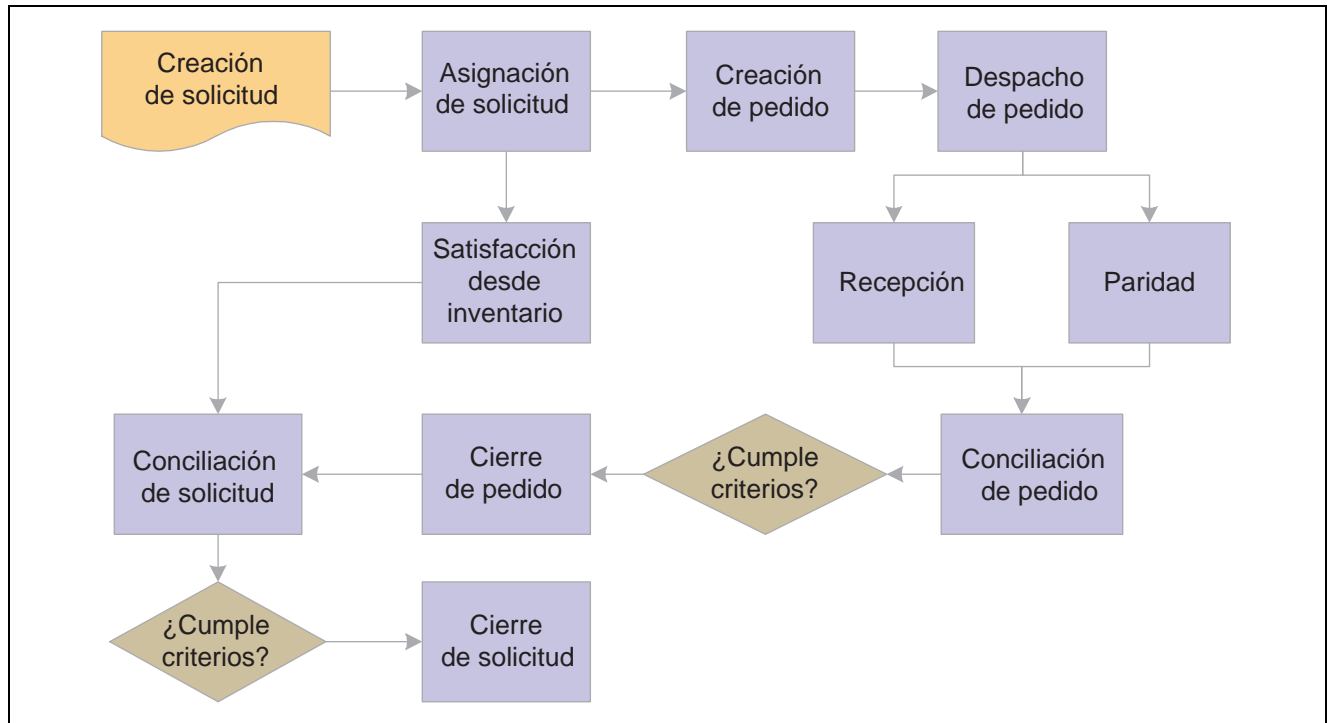 Creación
de solicitud
Asignación
de solicitud
Creación
de pedido
Despacho
de pedido
Satisfacción
desde
inventario
Recepción
Paridad
Conciliación
de solicitud
Cierre
de pedido
¿Cumple
criterios?
Conciliación
de pedido
¿Cumple
criterios?
Cierre
de solicitud